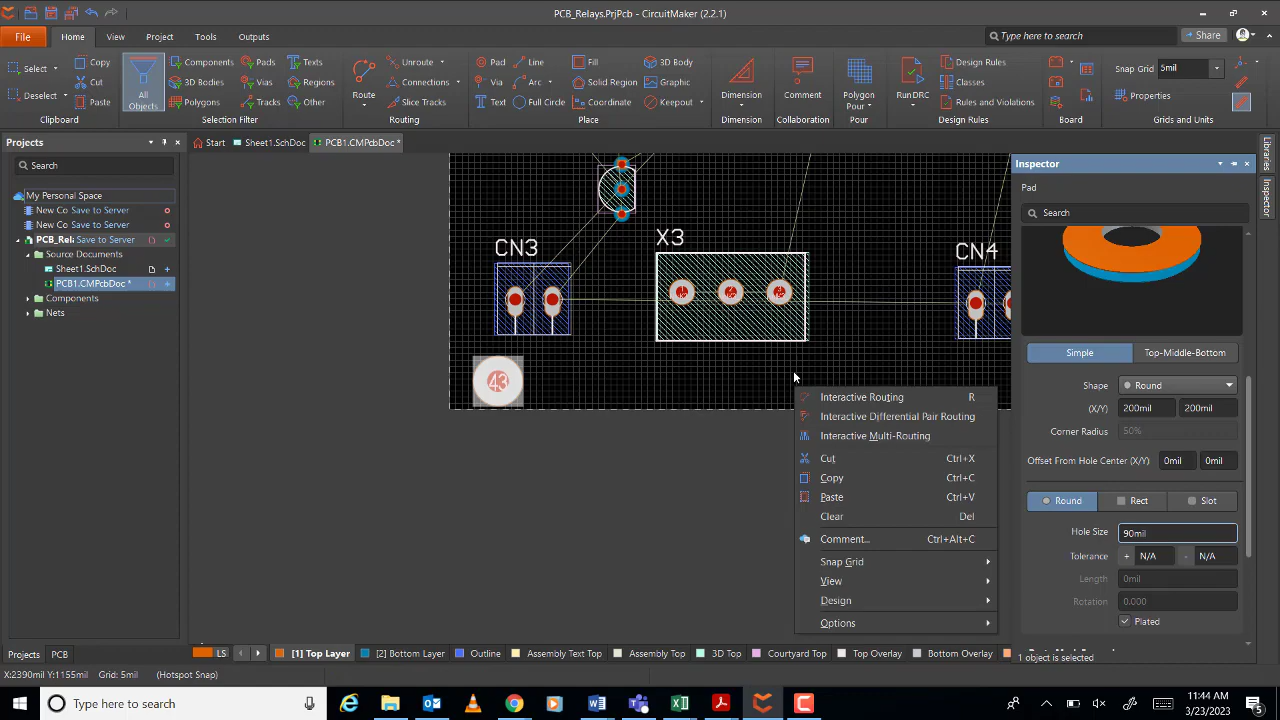 PCB_Relays.PrjPcb - CircuitMaker (2.2.1)
File
Home
View
Project
Tools
Outputs
Type here to search
Share
Select
Deselect
Copy
Cut
Paste
Clipboard
All
Objects
Components
3D Bodies
Polygons
Pads
Vias
Tracks
Texts
Regions
Other
Selection Filter
Route
Unroute
Connections
Slice Tracks
Routing
Pad
Via
Text
Line
Arc
Full Circle
Fill
Solid Region
Coordinate
3D Body
Graphic
Keepout
Place
Dimension
Dimension
Comment
Collaboration
Polygon
Pour
Polygon
Pour
Run DRC
Design Rules
Classes
Rules and Violations
Design Rules
Board
Snap Grid 5mil
Properties
Grids and Units
Projects
Start
Sheet1.SchDoc
PCB1.CMPcbDoc *
Search
My Personal Space
New Co Save to Server
New Co Save to Server
PCB_Rela Save to Server
Source Documents
Sheet1.SchDoc
PCB1.CMPcbDoc *
Components
Nets
CN3
X3
CN4
43
Interactive Routing R
Interactive Differential Pair Routing
Interactive Multi-Routing
Cut Ctrl+X
Copy Ctrl+C
Paste Ctrl+V
Clear Del
Comment... Ctrl+Alt+C
Snap Grid
View
Design
Options
Inspector
Pad
Search
Simple
Top-Middle-Bottom
Shape Round
(X/Y) 200mil 200mil
Corner Radius 50%
Offset From Hole Center (X/Y) 0mil 0mil
Round
Rect
Slot
Hole Size 90mil
Tolerance + N/A - N/A
Length 0mil
Rotation 0.000
Plated
1 object is selected
Libraries
Inspector
Projects
PCB
LS
[1] Top Layer
[2] Bottom Layer
Outline
Assembly Text Top
Assembly Top
3D Top
Courtyard Top
Top Overlay
Bottom Overlay
X:2390mil Y:1155mil Grid: 5mil (Hotspot Snap)
Type here to search
11:44 AM
3/23/2023
5